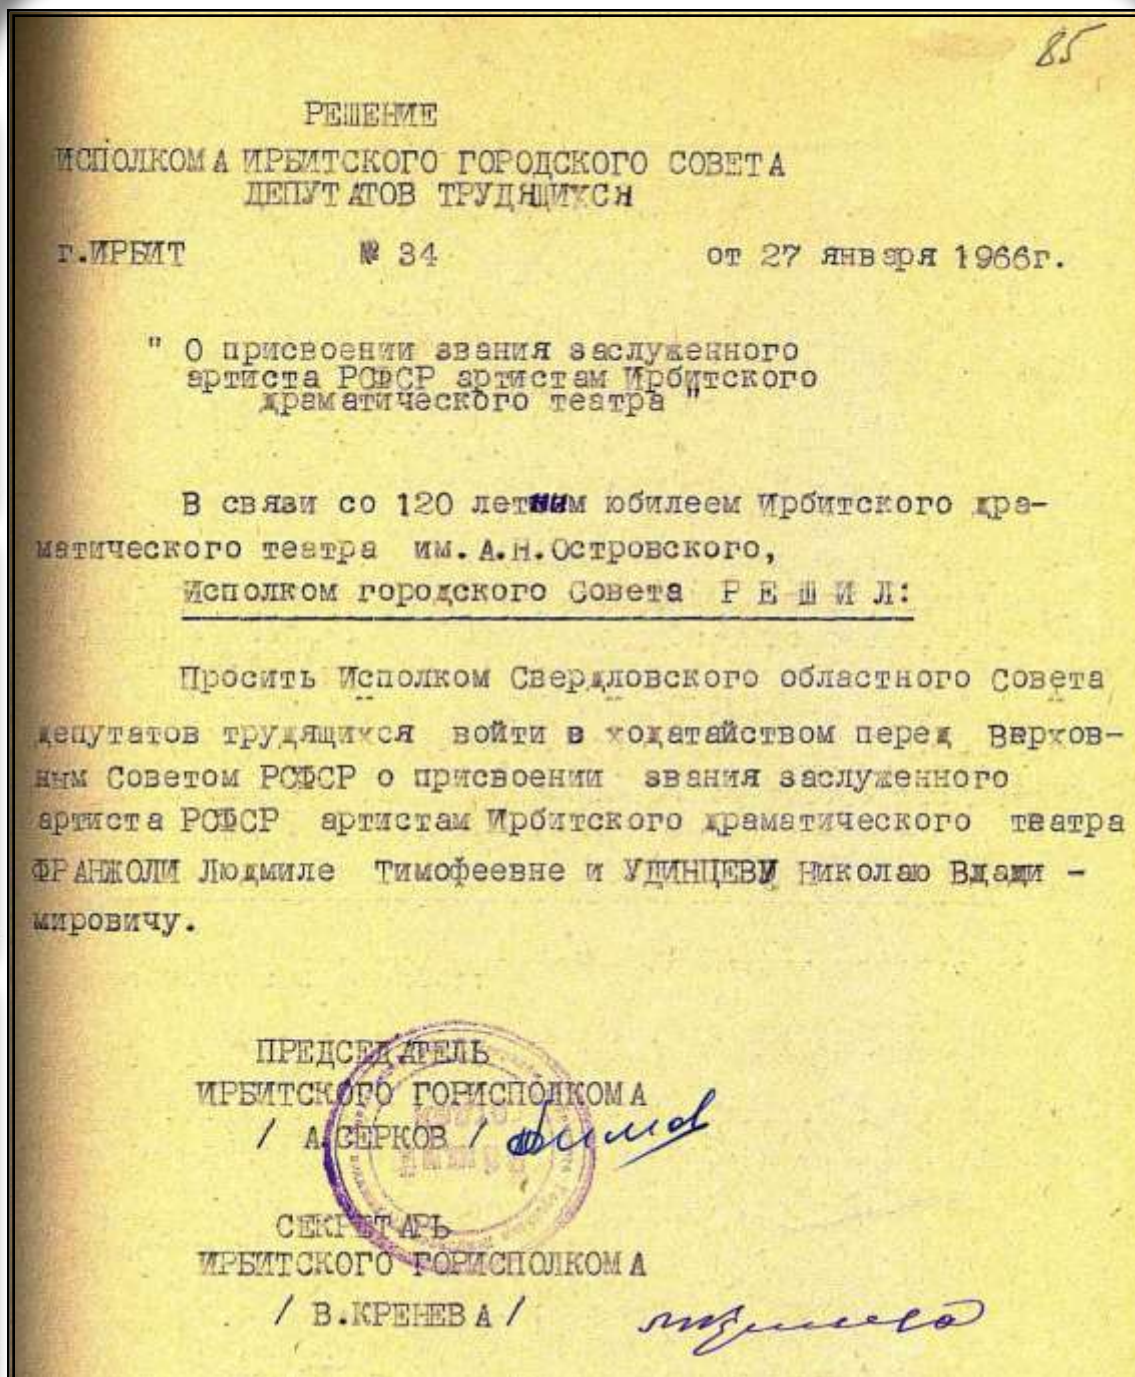 85
РЕШЕНИЕ
ИСПОЛКОМА ИРБИТСКОГО ГОРОДСКОГО СОВЕТА
ДЕПУТАТОВ ТРУДЯЩИХСЯ
г.ИРБИТ № 34 от 27 января 1966г.
" О присвоении звания заслуженного
артиста РСФСР артистам Ирбитского
драматического театра "
В связи со 120 летним юбилеем Ирбитского дра-
матического театра им.А.Н.Островского,
Исполком городского Совета Р Е Ш И Л:
Просить Исполком Свердловского областного Совета
депутатов трудящихся войти в ходатайством перед Верхов-
ным Советом РСФСР о присвоении звания заслуженного
артиста РСФСР артистам Ирбитского драматического театра
ФРАНЖОЛИ Людмиле Тимофеевне и УДИНЦЕВУ Николаю Влади -
мировичу.
ПРЕДСЕДАТЕЛЬ
ИРБИТСКОГО ГОРИСПОЛКОМА
/ А.СЕРКОВ /
СЕКРЕТАРЬ
ИРБИТСКОГО ГОРИСПОЛКОМА
/ В.КРЕНЕВА /